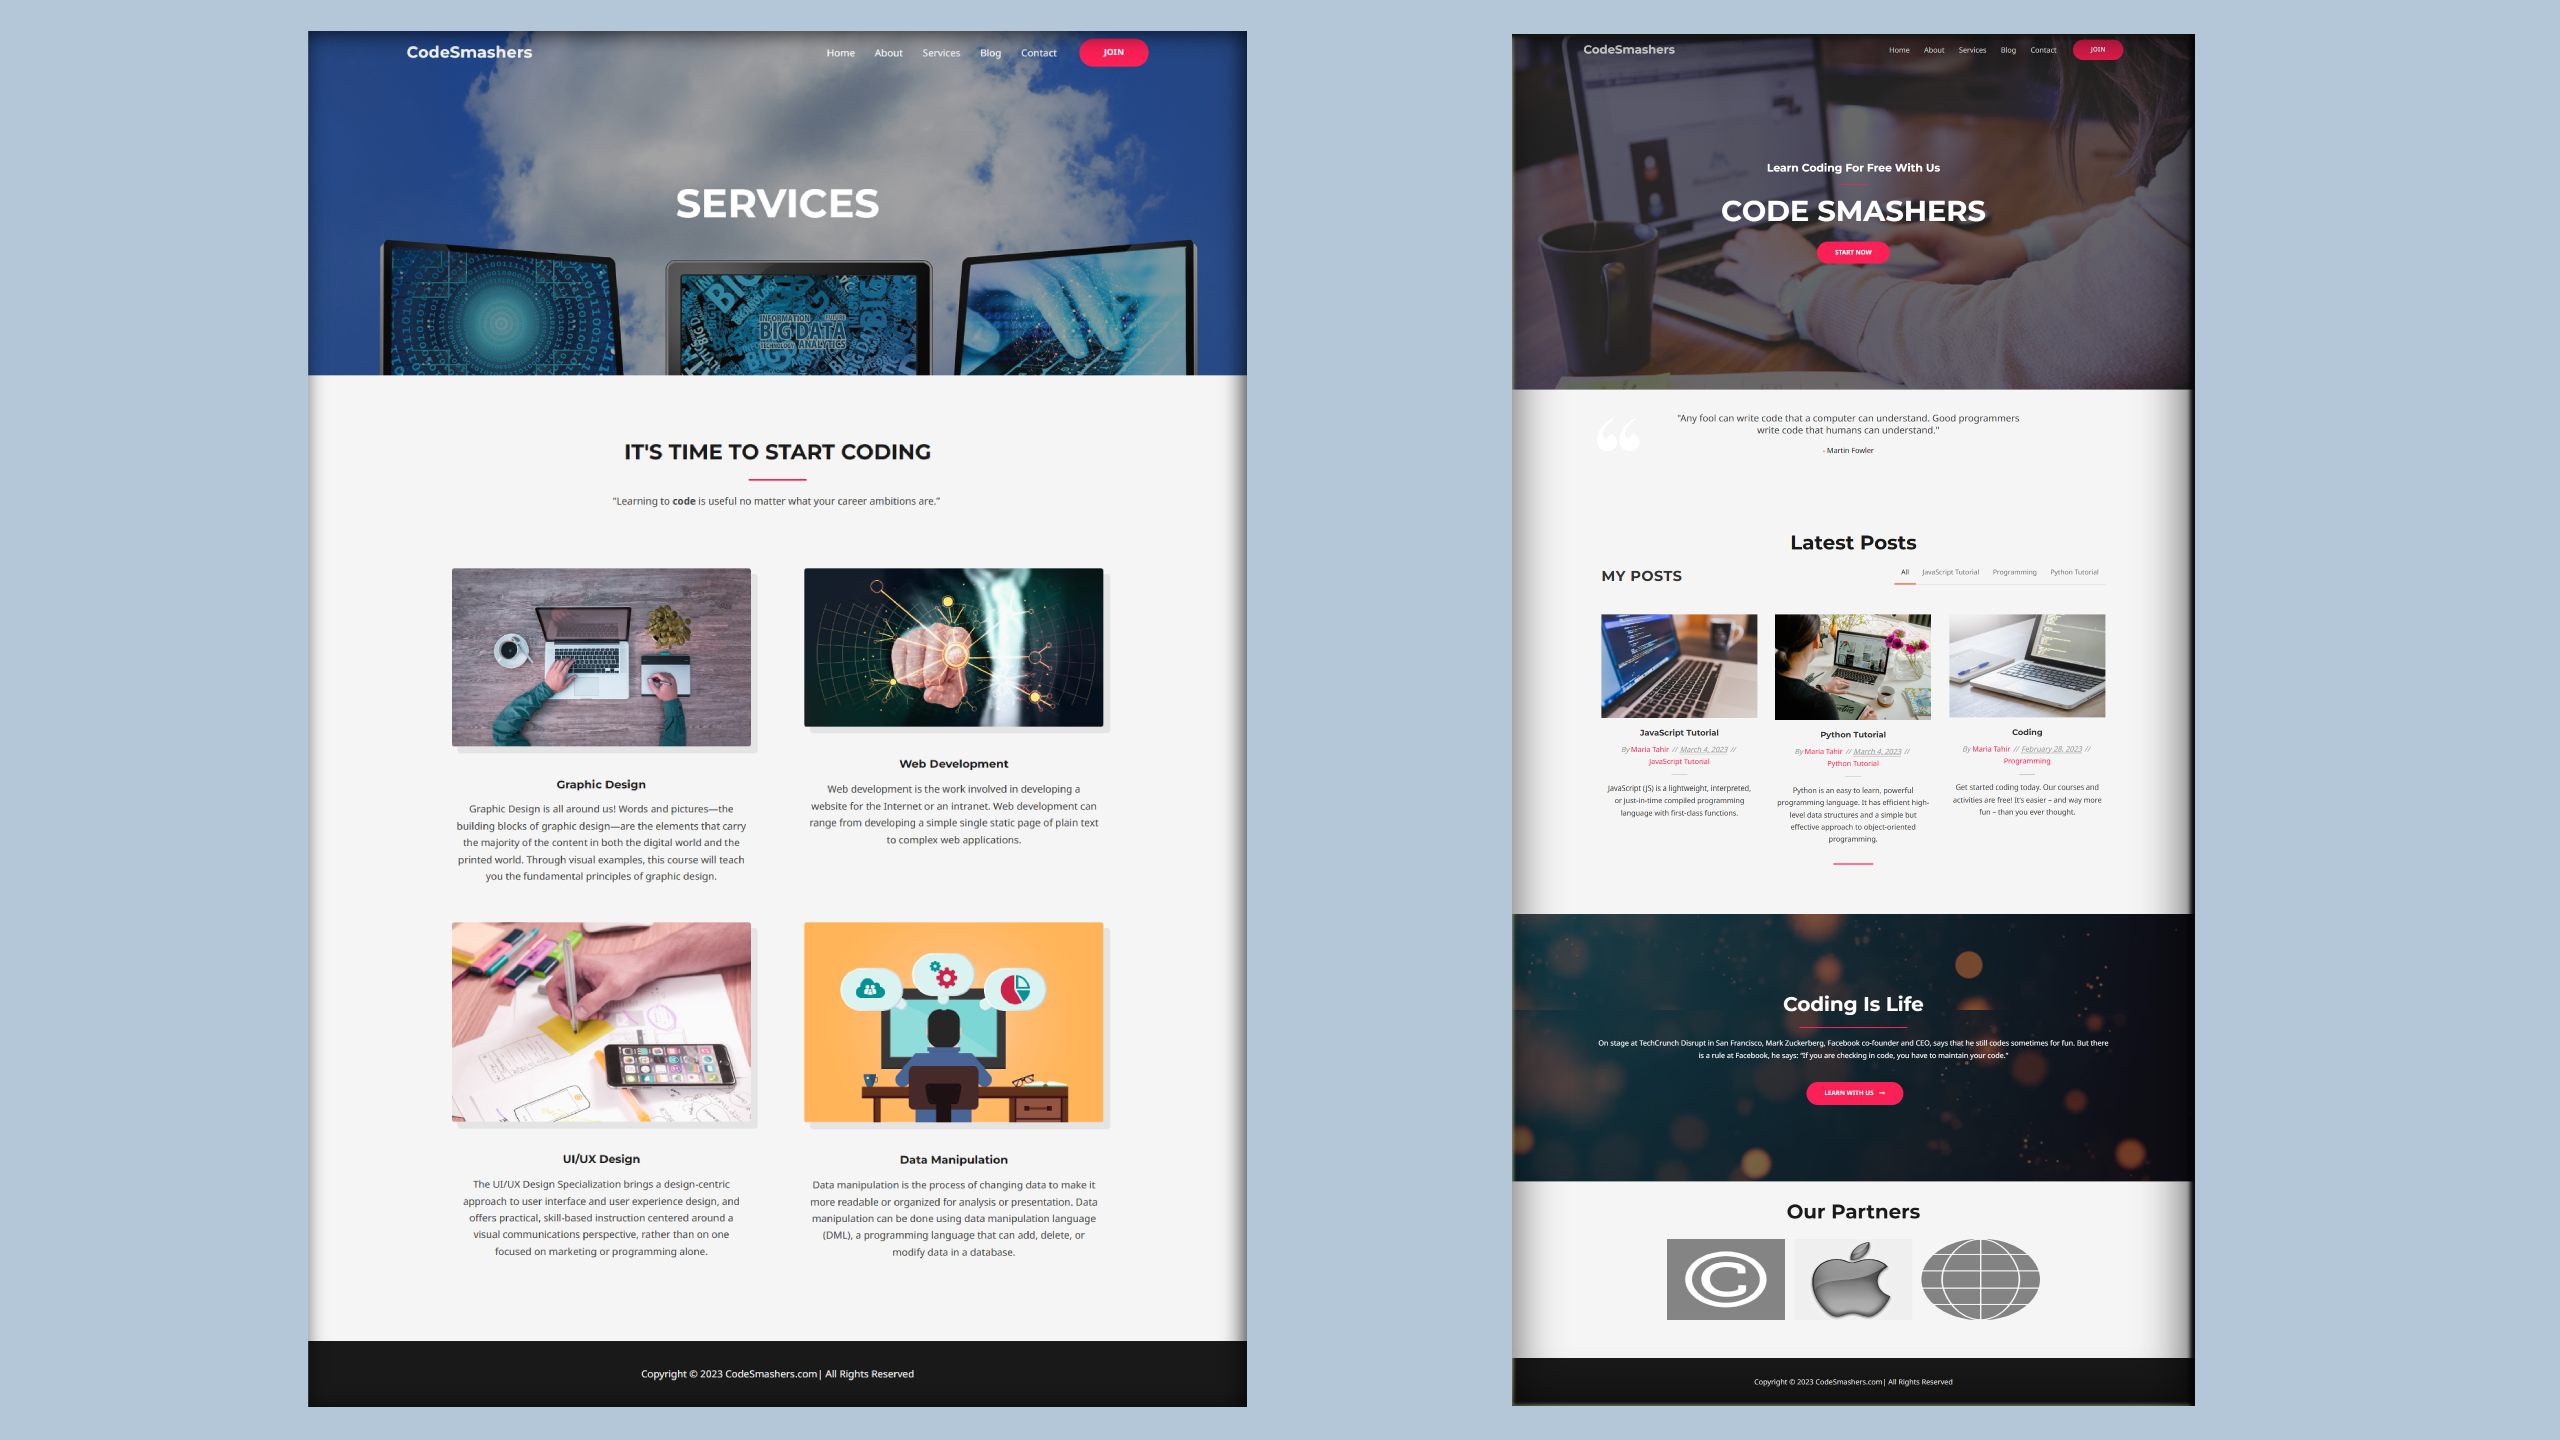 CodeSmashers
Home About Services Blog Contact JOIN
SERVICES
INFORMATION
BIG DATA
TECHNOLOGY ANALYTICS
IT'S TIME TO START CODING
“Learning to code is useful no matter what your career ambitions are.”
Graphic Design
Graphic Design is all around us! Words and pictures—the
building blocks of graphic design—are the elements that carry
the majority of the content in both the digital world and the
printed world. Through visual examples, this course will teach
you the fundamental principles of graphic design.
Web Development
Web development is the work involved in developing a
website for the Internet or an intranet. Web development can
range from developing a simple single static page of plain text
to complex web applications.
UI/UX Design
The UI/UX Design Specialization brings a design-centric
approach to user interface and user experience design, and
offers practical, skill-based instruction centered around a
visual communications perspective, rather than on one
focused on marketing or programming alone.
Data Manipulation
Data manipulation is the process of changing data to make it
more readable or organized for analysis or presentation. Data
manipulation can be done using data manipulation language
(DML), a programming language that can add, delete, or
modify data in a database.
Copyright © 2023 CodeSmashers.com| All Rights Reserved
CodeSmashers
Home About Services Blog Contact JOIN
Learn Coding For Free With Us
CODE SMASHERS
START NOW
"Any fool can write code that a computer can understand. Good programmers
write code that humans can understand."
- Martin Fowler
Latest Posts
MY POSTS
All JavaScript Tutorial Programming Python Tutorial
JavaScript Tutorial
By Maria Tahir // March 4, 2023 //
JavaScript Tutorial
JavaScript (JS) is a lightweight, interpreted,
or just-in-time compiled programming
language with first-class functions.
Python Tutorial
By Maria Tahir // March 4, 2023 //
Python Tutorial
Python is an easy to learn, powerful
programming language. It has efficient high-
level data structures and a simple but
effective approach to object-oriented
programming.
Coding
By Maria Tahir // February 28, 2023 //
Programming
Get started coding today. Our courses and
activities are free! It's easier – and way more
fun – than you ever thought.
Coding Is Life
On stage at TechCrunch Disrupt in San Francisco, Mark Zuckerberg, Facebook co-founder and CEO, says that he still codes sometimes for fun. But there
is a rule at Facebook, he says: “If you are checking in code, you have to maintain your code.”
LEARN WITH US →
Our Partners
©
Copyright © 2023 CodeSmashers.com| All Rights Reserved